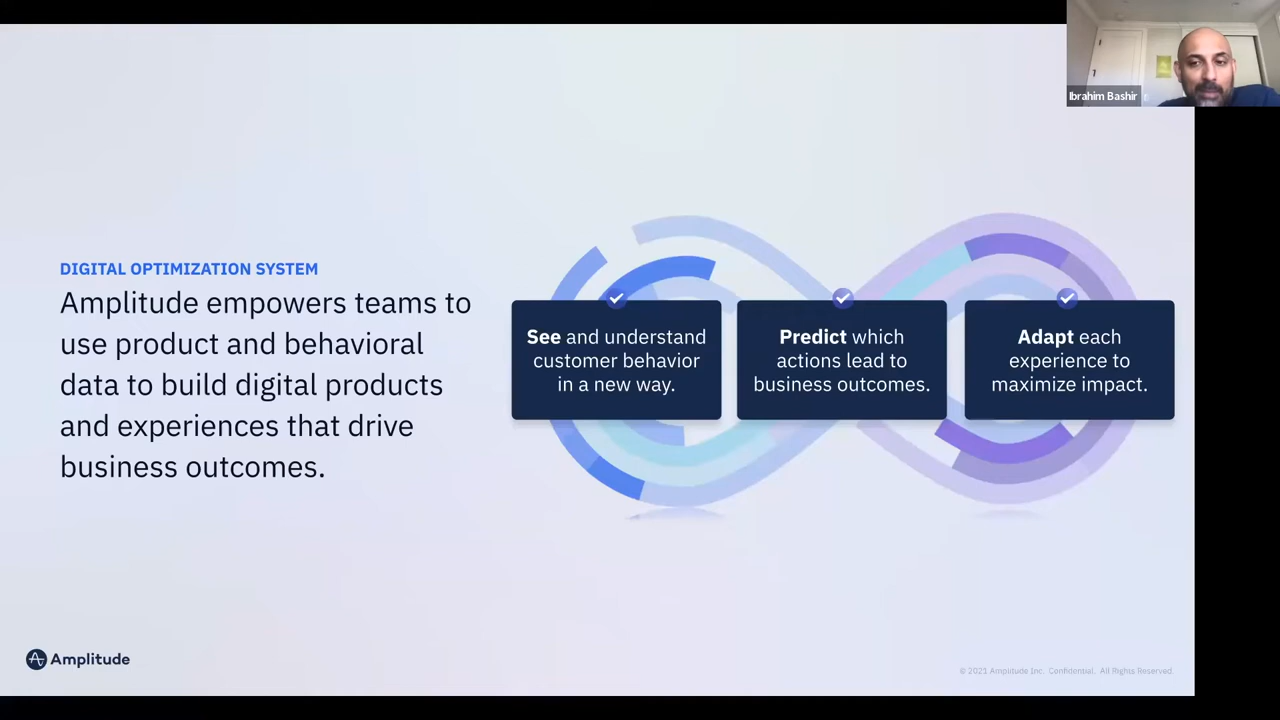 Ibrahim Bashir
DIGITAL OPTIMIZATION SYSTEM
Amplitude empowers teams to
use product and behavioral
data to build digital products
and experiences that drive
business outcomes.
See and understand
customer behavior
in a new way.
Predict which
actions lead to
business outcomes.
Adapt each
experience to
maximize impact.
Amplitude
© 2021 Amplitude Inc. Confidential. All Rights Reserved.